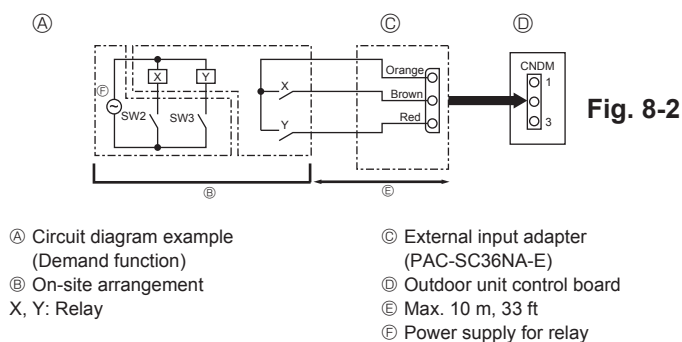 Ⓐ Ⓒ Ⓓ
Ⓕ
X Y
SW2 SW3
X
Y
Orange
Brown
Red
CNDM
1
3
Fig. 8-2
Ⓑ Ⓔ
Ⓐ Circuit diagram example
(Demand function)
Ⓑ On-site arrangement
X, Y: Relay
Ⓒ External input adapter
(PAC-SC36NA-E)
Ⓓ Outdoor unit control board
Ⓔ Max. 10 m, 33 ft
Ⓕ Power supply for relay